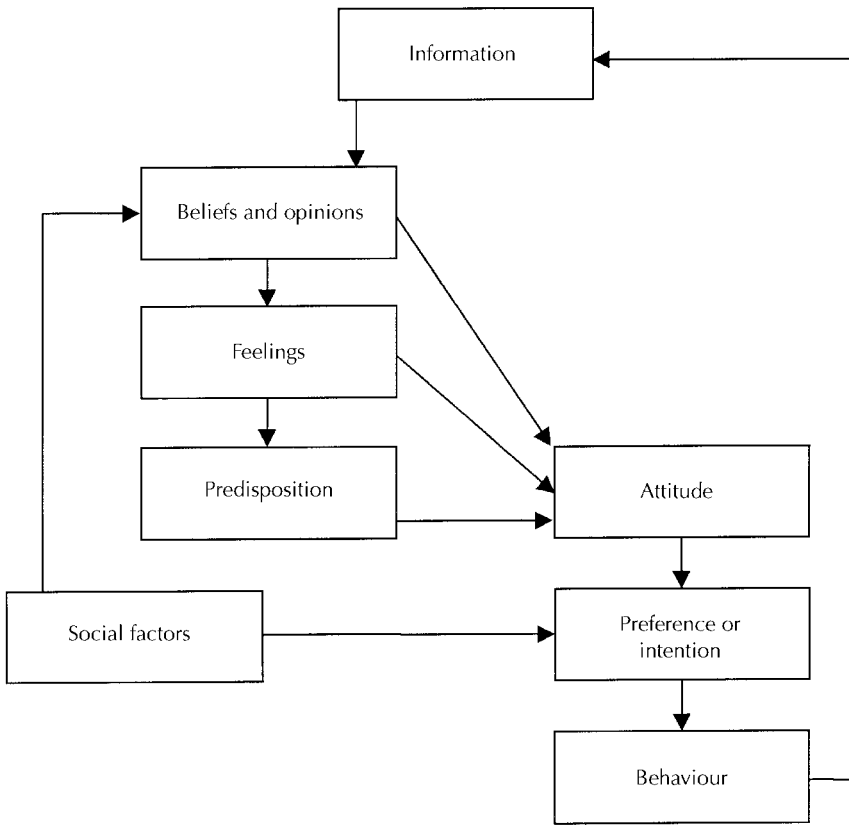 Information
Beliefs and opinions
Feelings
Predisposition
Attitude
Social factors
Preference or
intention
Behaviour